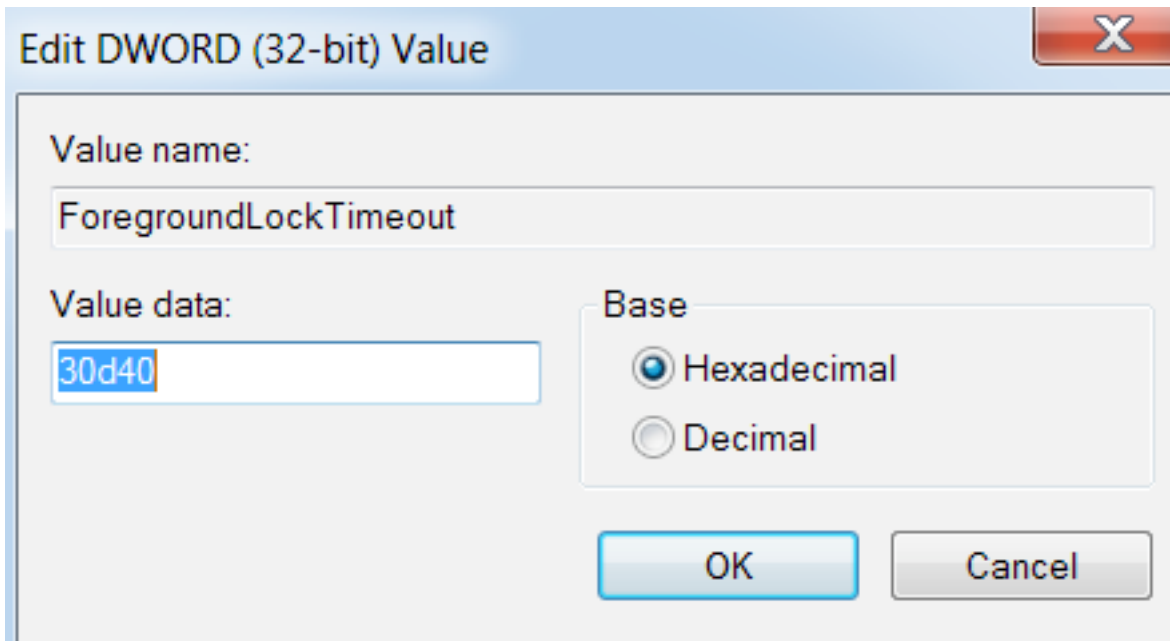 Edit DWORD (32-bit) Value
Value name:
ForegroundLockTimeout
Value data:
30d40
Base
Hexadecimal
Decimal
OK
Cancel